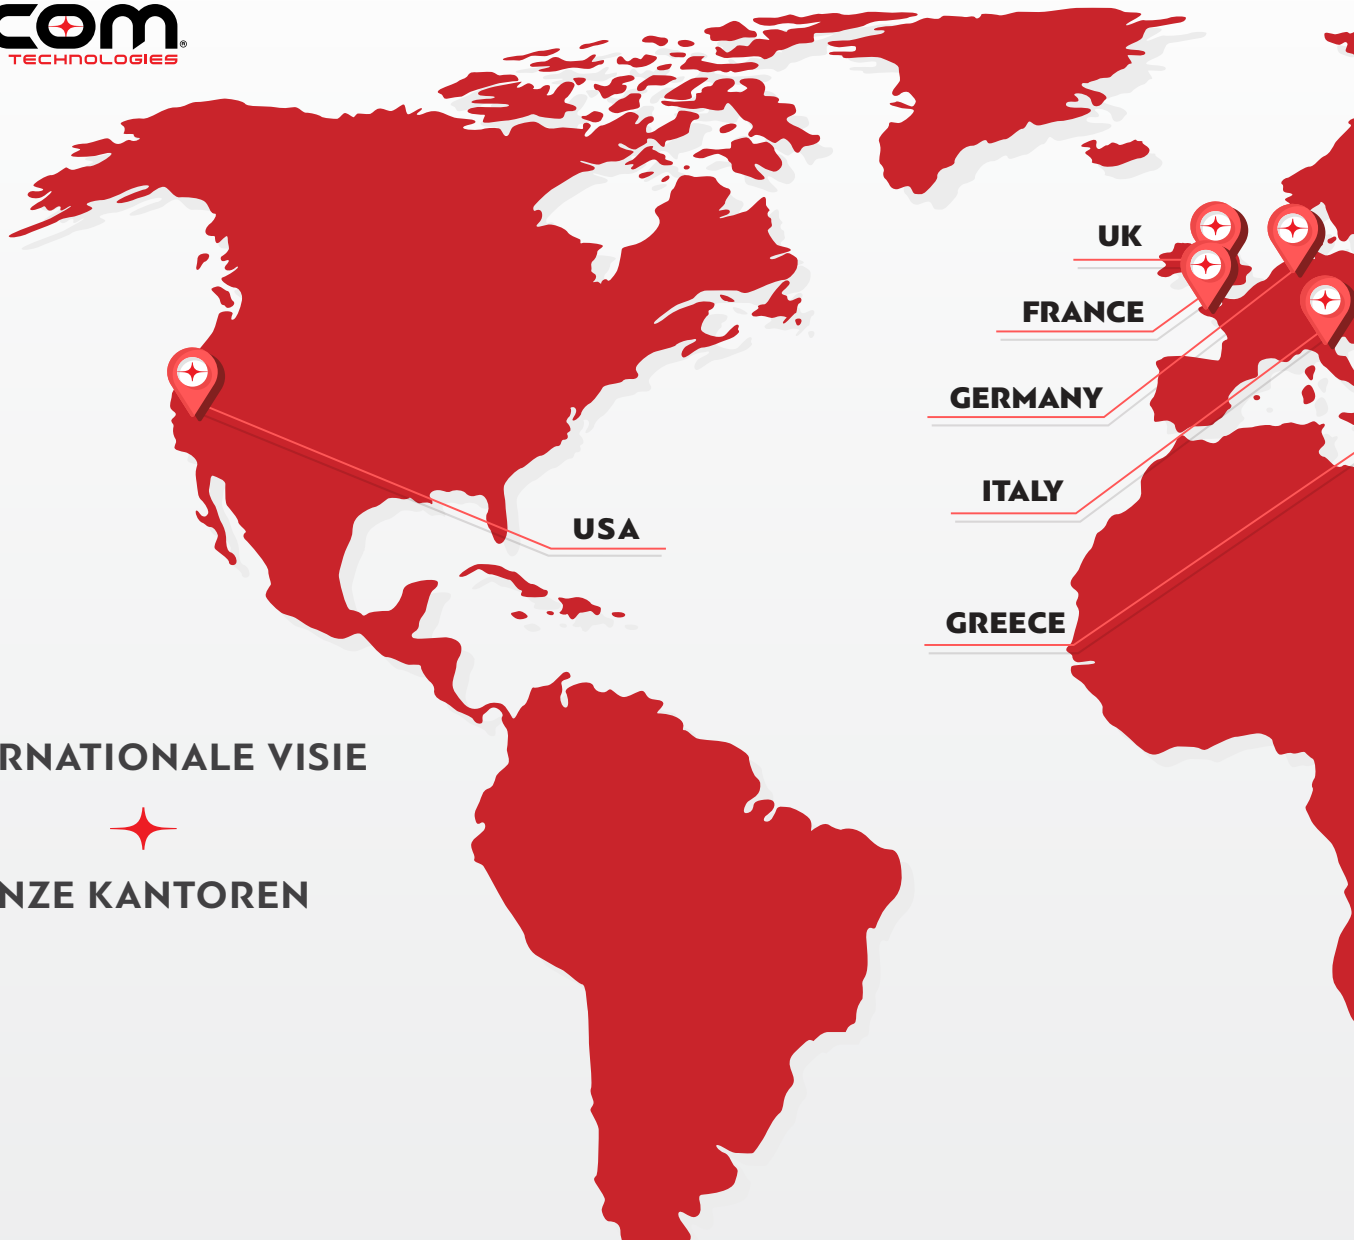 com®
TECHNOLOGIES
UK
FRANCE
GERMANY
ITALY
USA
GREECE
RNATIONALE VISIE
NZE KANTOREN